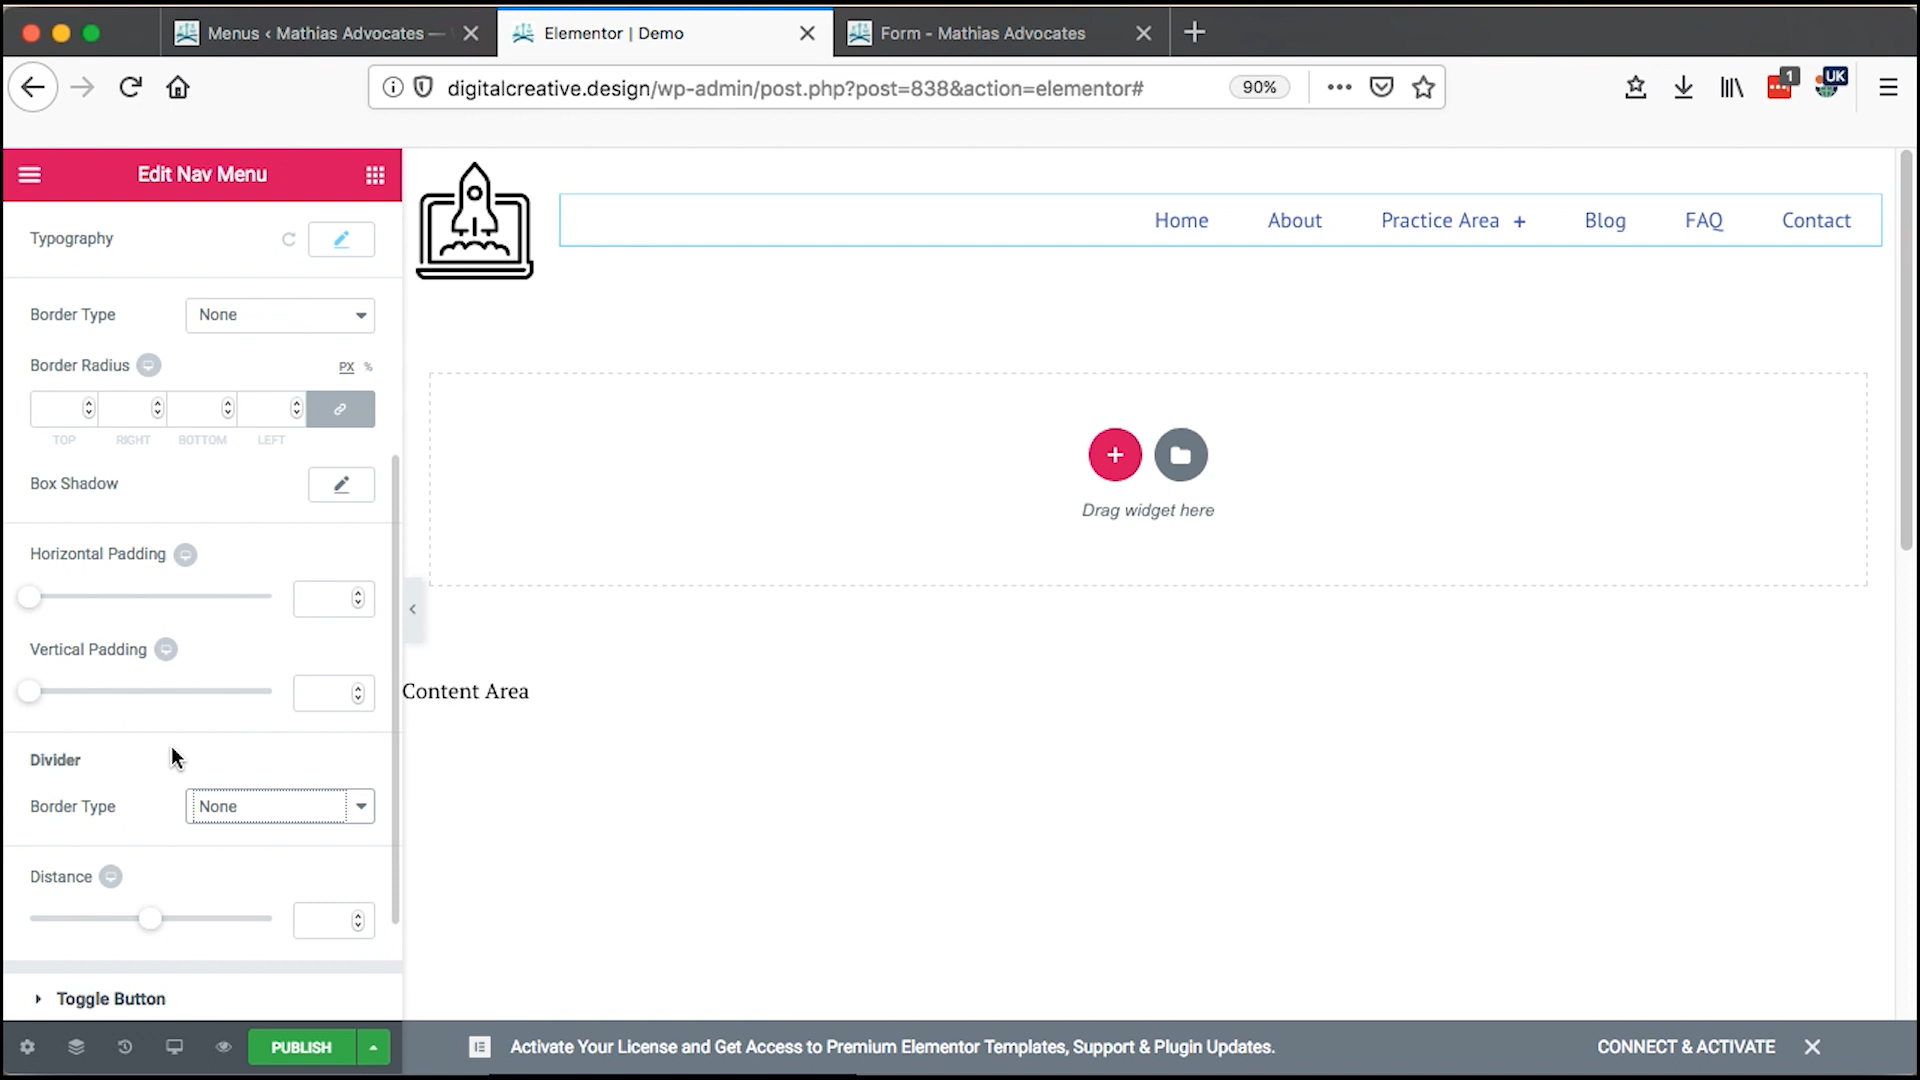 Menus ‹ Mathias Advocates —
Elementor | Demo
Form - Mathias Advocates
digitalcreative.design/wp-admin/post.php?post=838&action=elementor#
90%
1
UK
Edit Nav Menu
Home
About
Practice Area +
Blog
FAQ
Contact
Typography
Border Type
None
Border Radius
PX
%
TOP
RIGHT
BOTTOM
LEFT
Box Shadow
Drag widget here
Horizontal Padding
Vertical Padding
Content Area
Divider
Border Type
None
Distance
Toggle Button
PUBLISH
Activate Your License and Get Access to Premium Elementor Templates, Support & Plugin Updates.
CONNECT & ACTIVATE